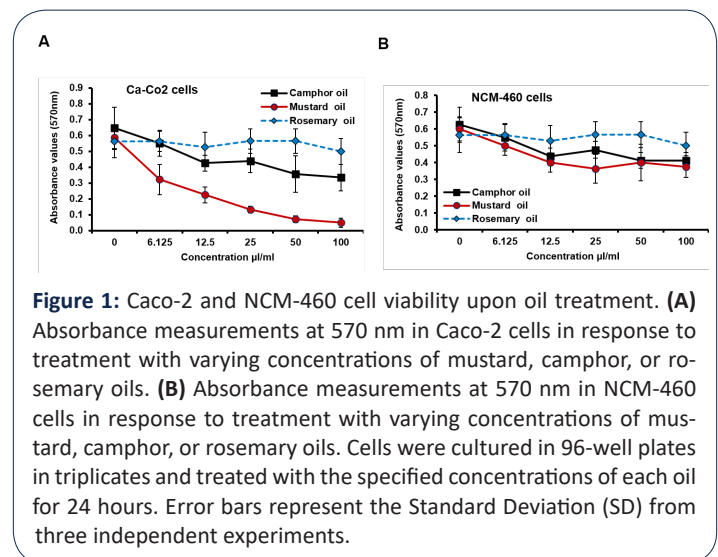 A
Ca-Co2 cells
Camphor oil
Mustard oil
Rosemary oil
Absorbance values (570nm)
0.9
0.8
0.7
0.6
0.5
0.4
0.3
0.2
0.1
0.0
0 6.125 12.5 25 50 100
Concentration µl/ml
B
NCM-460 cells
Absorbance values (570nm)
0.8
0.7
0.6
0.5
0.4
0.3
0.2
0.1
0.0
Camphor oil
Mustard oil
Rosemary oil
0 6.125 12.5 25 50 100
Concentration µl/ml
Figure 1: Caco-2 and NCM-460 cell viability upon oil treatment. (A)
Absorbance measurements at 570 nm in Caco-2 cells in response to
treatment with varying concentrations of mustard, camphor, or ro-
semary oils. (B) Absorbance measurements at 570 nm in NCM-460
cells in response to treatment with varying concentrations of mus-
tard, camphor, or rosemary oils. Cells were cultured in 96-well plates
in triplicates and treated with the specified concentrations of each oil
for 24 hours. Error bars represent the Standard Deviation (SD) from
three independent experiments.